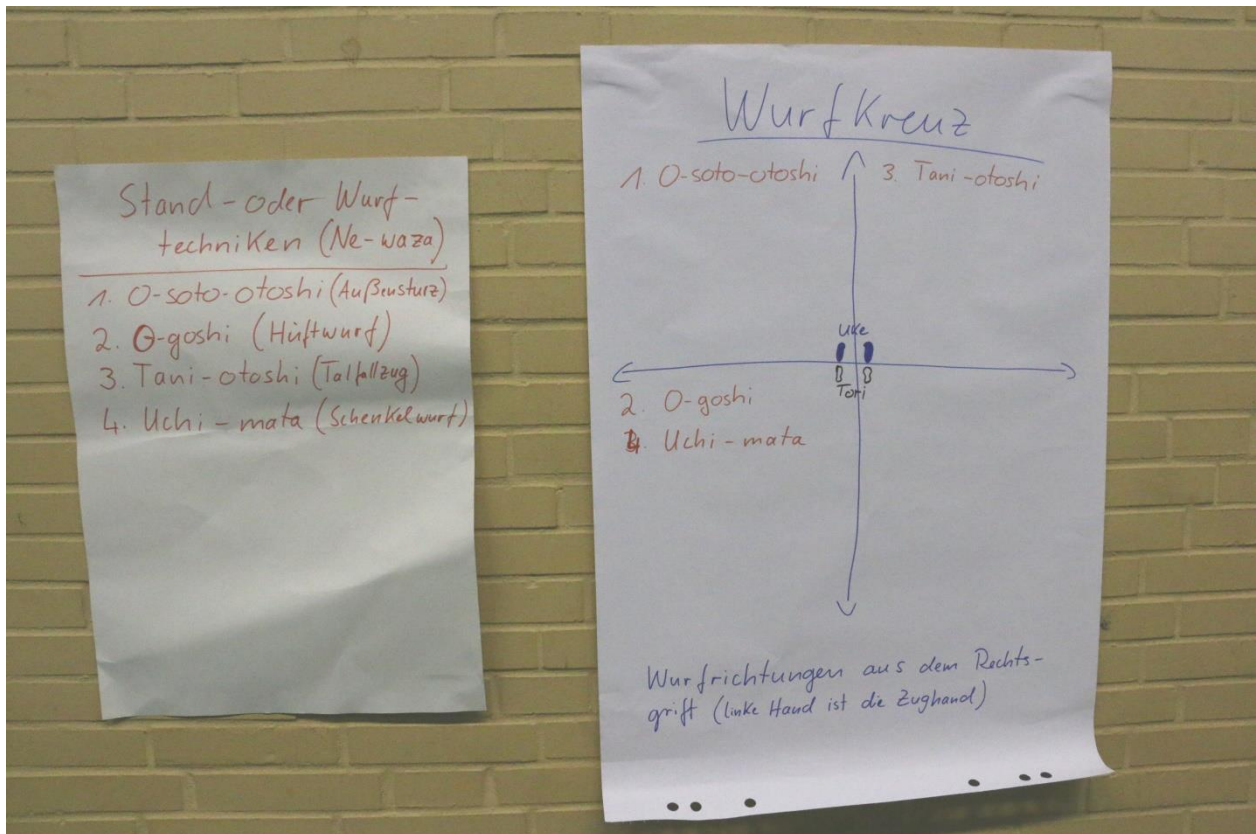 Stand-oder Wurf-
techniken (Ne-waza)
1. O-soto-otoshi (Außensturz)
2. O-goshi (Hüftwurf)
3. Tani-otoshi (Talfallzug)
4. Uchi-mata (Schenkelwurf)
Wurfkreuz
1. O-soto-otoshi
3. Tani-otoshi
Uke
Tori
2. O-goshi
4. Uchi-mata
Wurfrichtungen aus dem Rechts-
griff (linke Hand ist die Zughand)